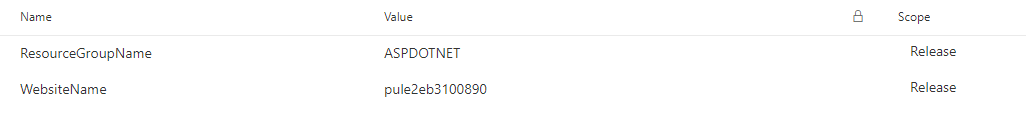 Name Value Scope
ResourceGroupName ASPDOTNET Release
WebsiteName pule2eb3100890 Release